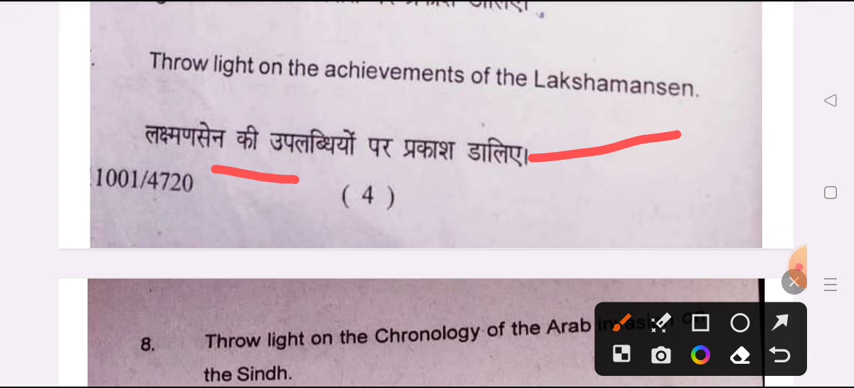 Throw light on the achievements of the Lakshamansen.
लक्ष्मणसेन की उपलब्धियों पर प्रकाश डालिए।
1001/4720
( 4 )
8. Throw light on the Chronology of the Arab
the Sindh.